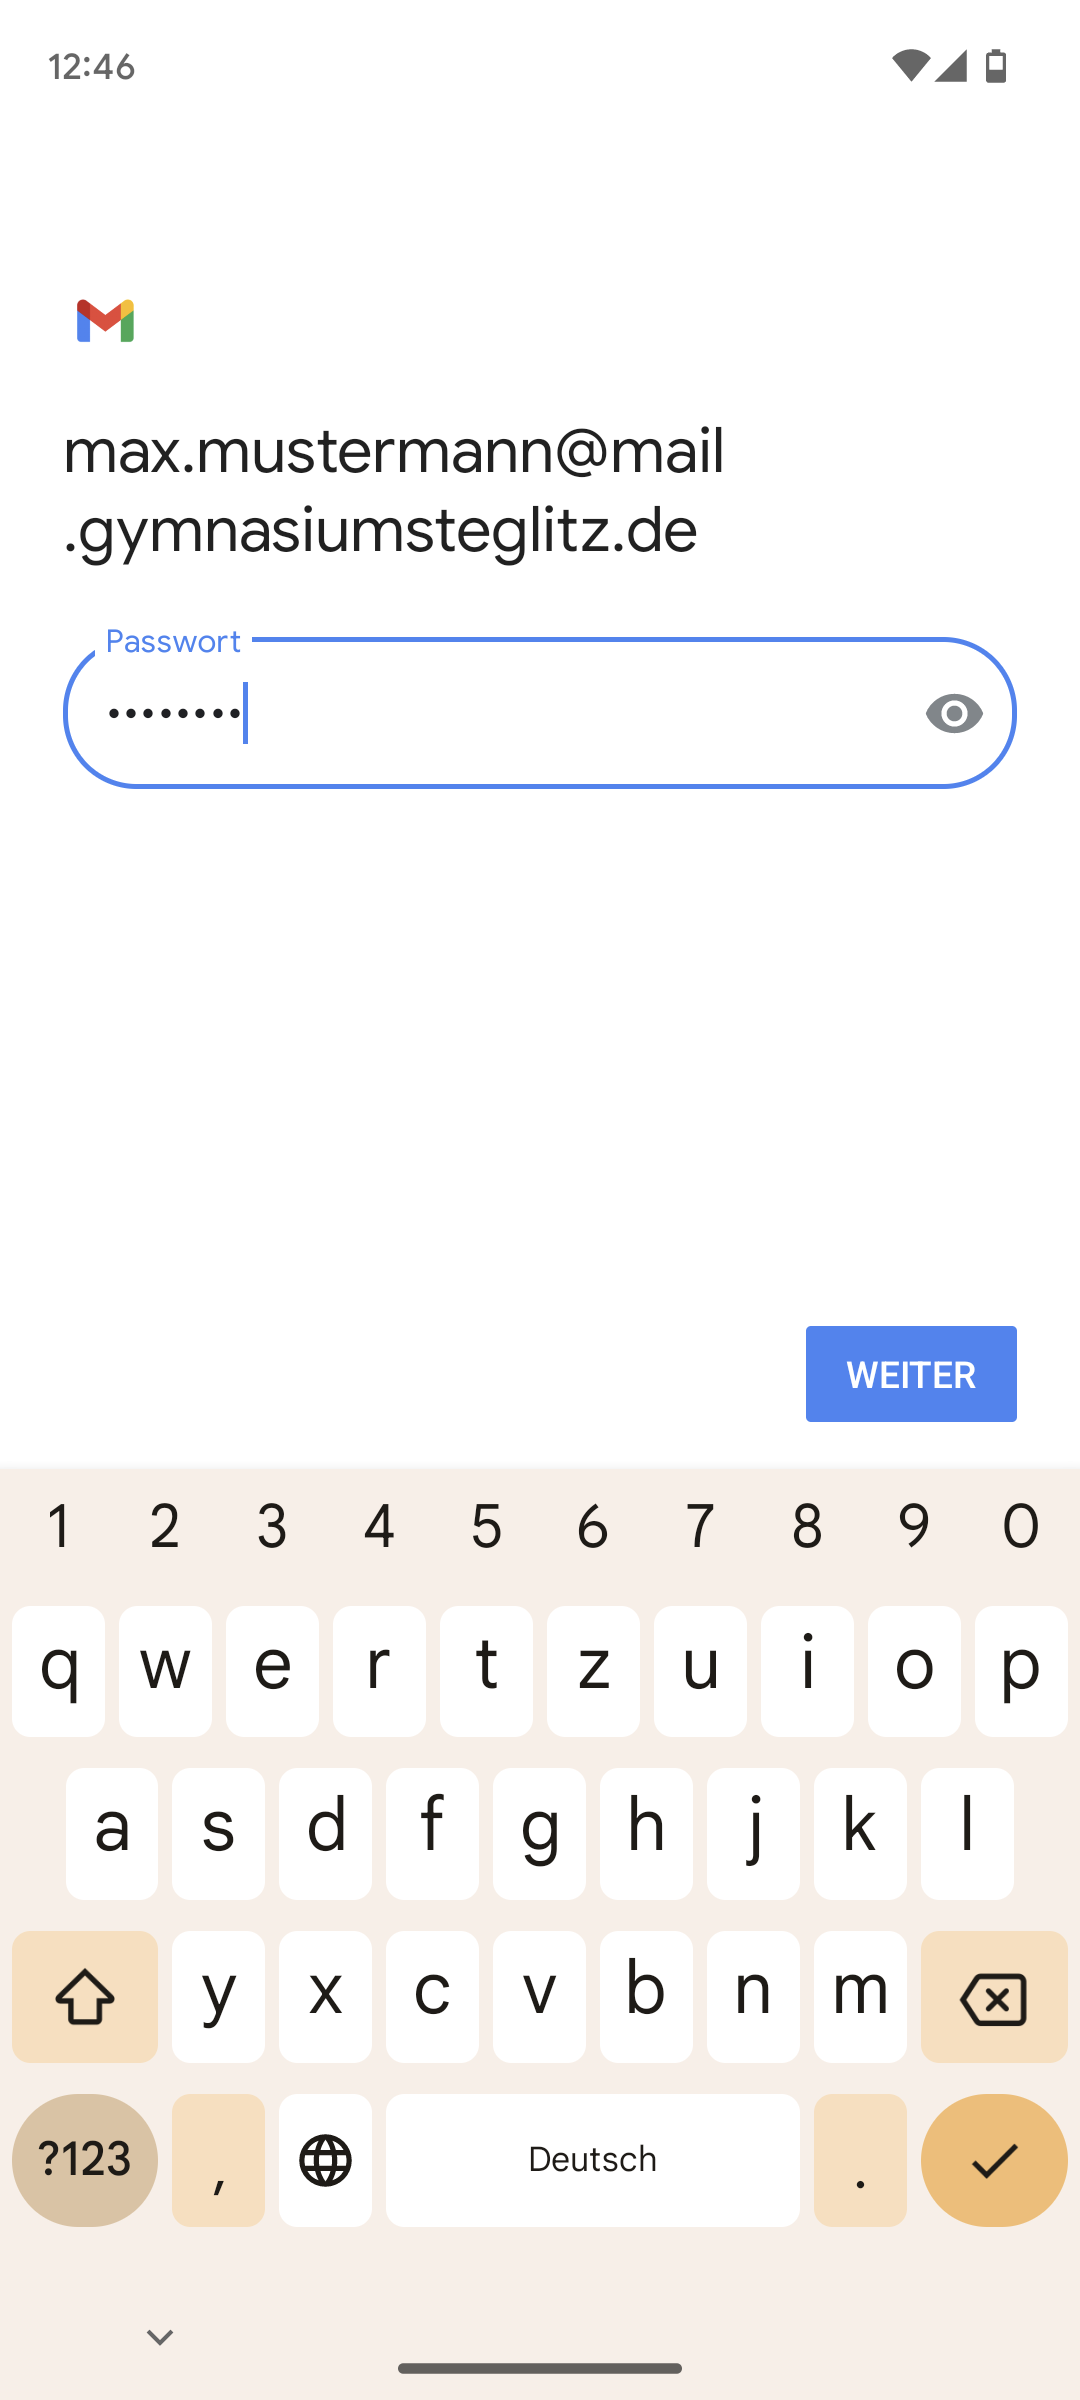 12:46
max.mustermann@mail
.gymnasiumsteglitz.de
Passwort
••••••••
WEITER
1 2 3 4 5 6 7 8 9 0
q w e r t z u i o p
a s d f g h j k l
y x c v b n m
?123 , Deutsch .